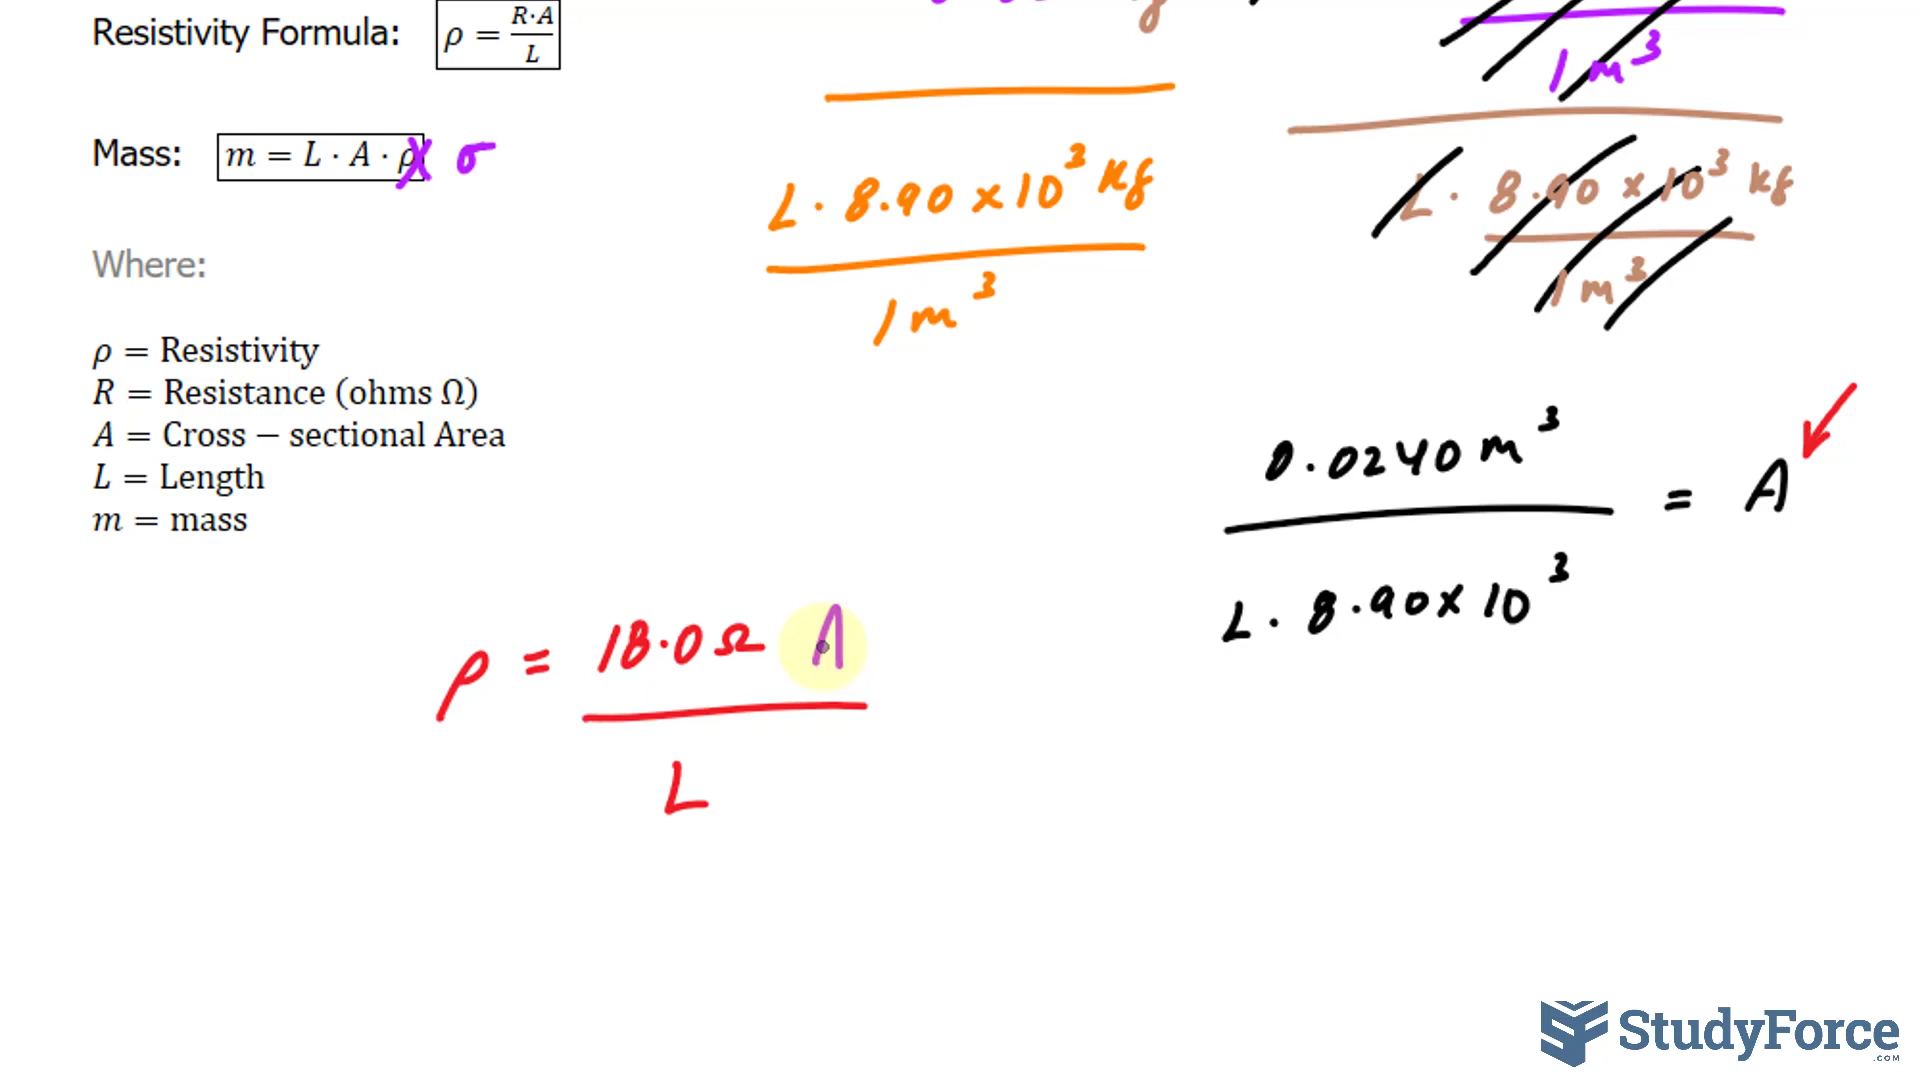 Resistivity Formula: ρ = R·A / L
1 m³
Mass: m = L · A · ρ σ
L · 8.90 × 10³ kg
1 m³
L · 8.90 × 10³ kg
1 m³
Where:
ρ = Resistivity
R = Resistance (ohms Ω)
A = Cross − sectional Area
L = Length
m = mass
0.0240 m³ = A
L · 8.90 × 10³
ρ = 18.0 Ω A
L
StudyForce
.COM